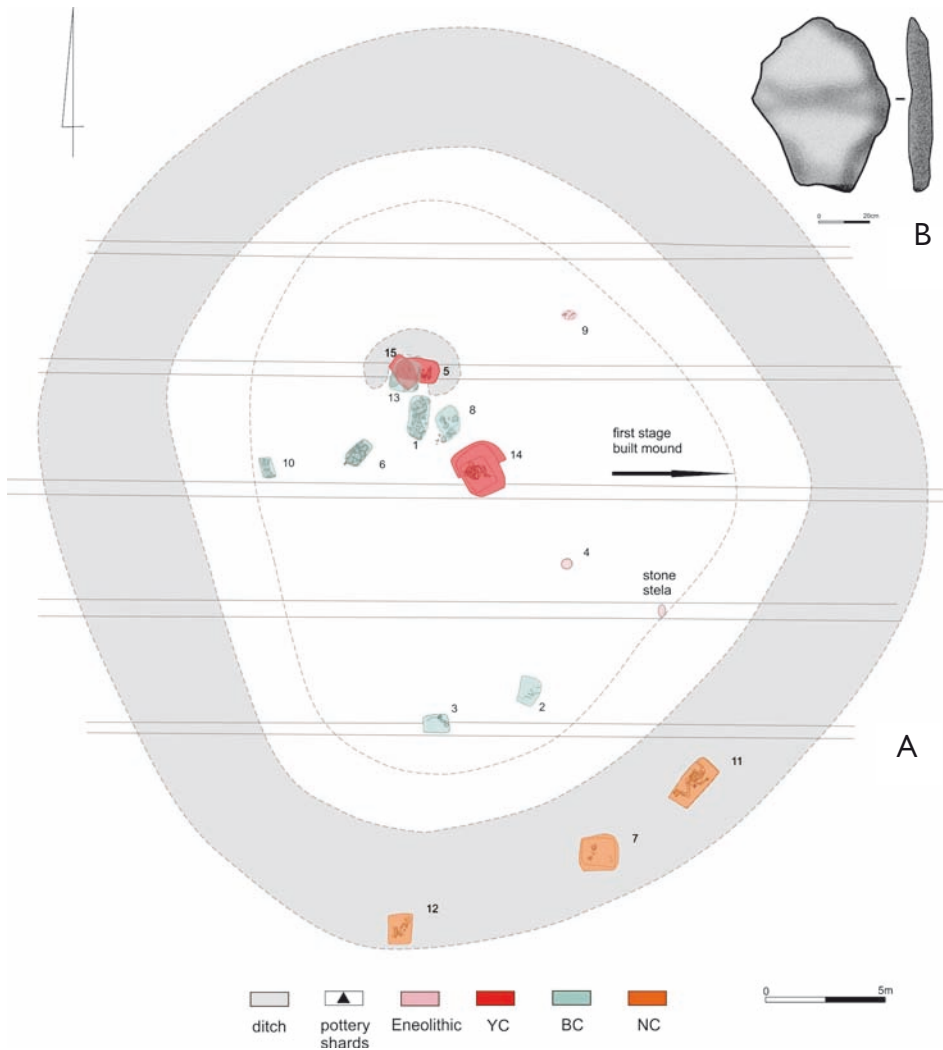 0 20cm
B
9
15
5
13
8
1
first stage
built mound
14
10
6
4
stone
stela
2
3
A
11
7
12
0 5m
ditch
pottery
shards
Eneolithic
YC
BC
NC